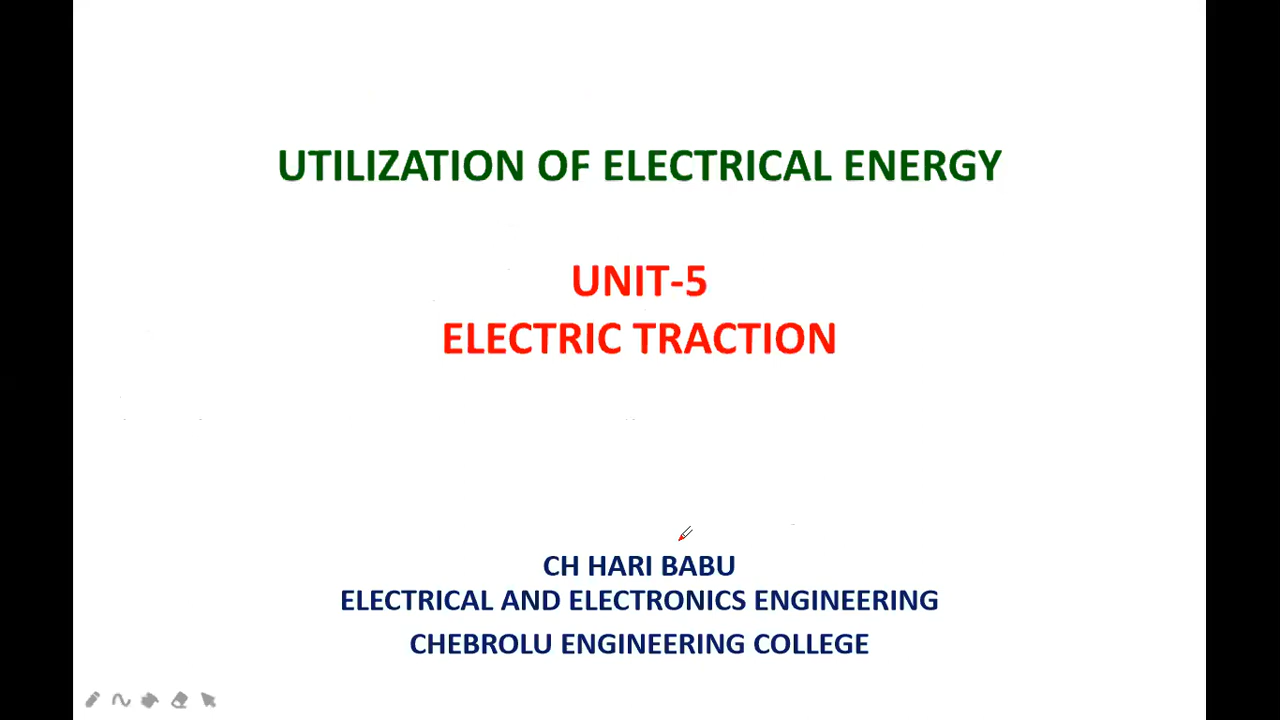 UTILIZATION OF ELECTRICAL ENERGY
UNIT-5
ELECTRIC TRACTION
CH HARI BABU
ELECTRICAL AND ELECTRONICS ENGINEERING
CHEBROLU ENGINEERING COLLEGE